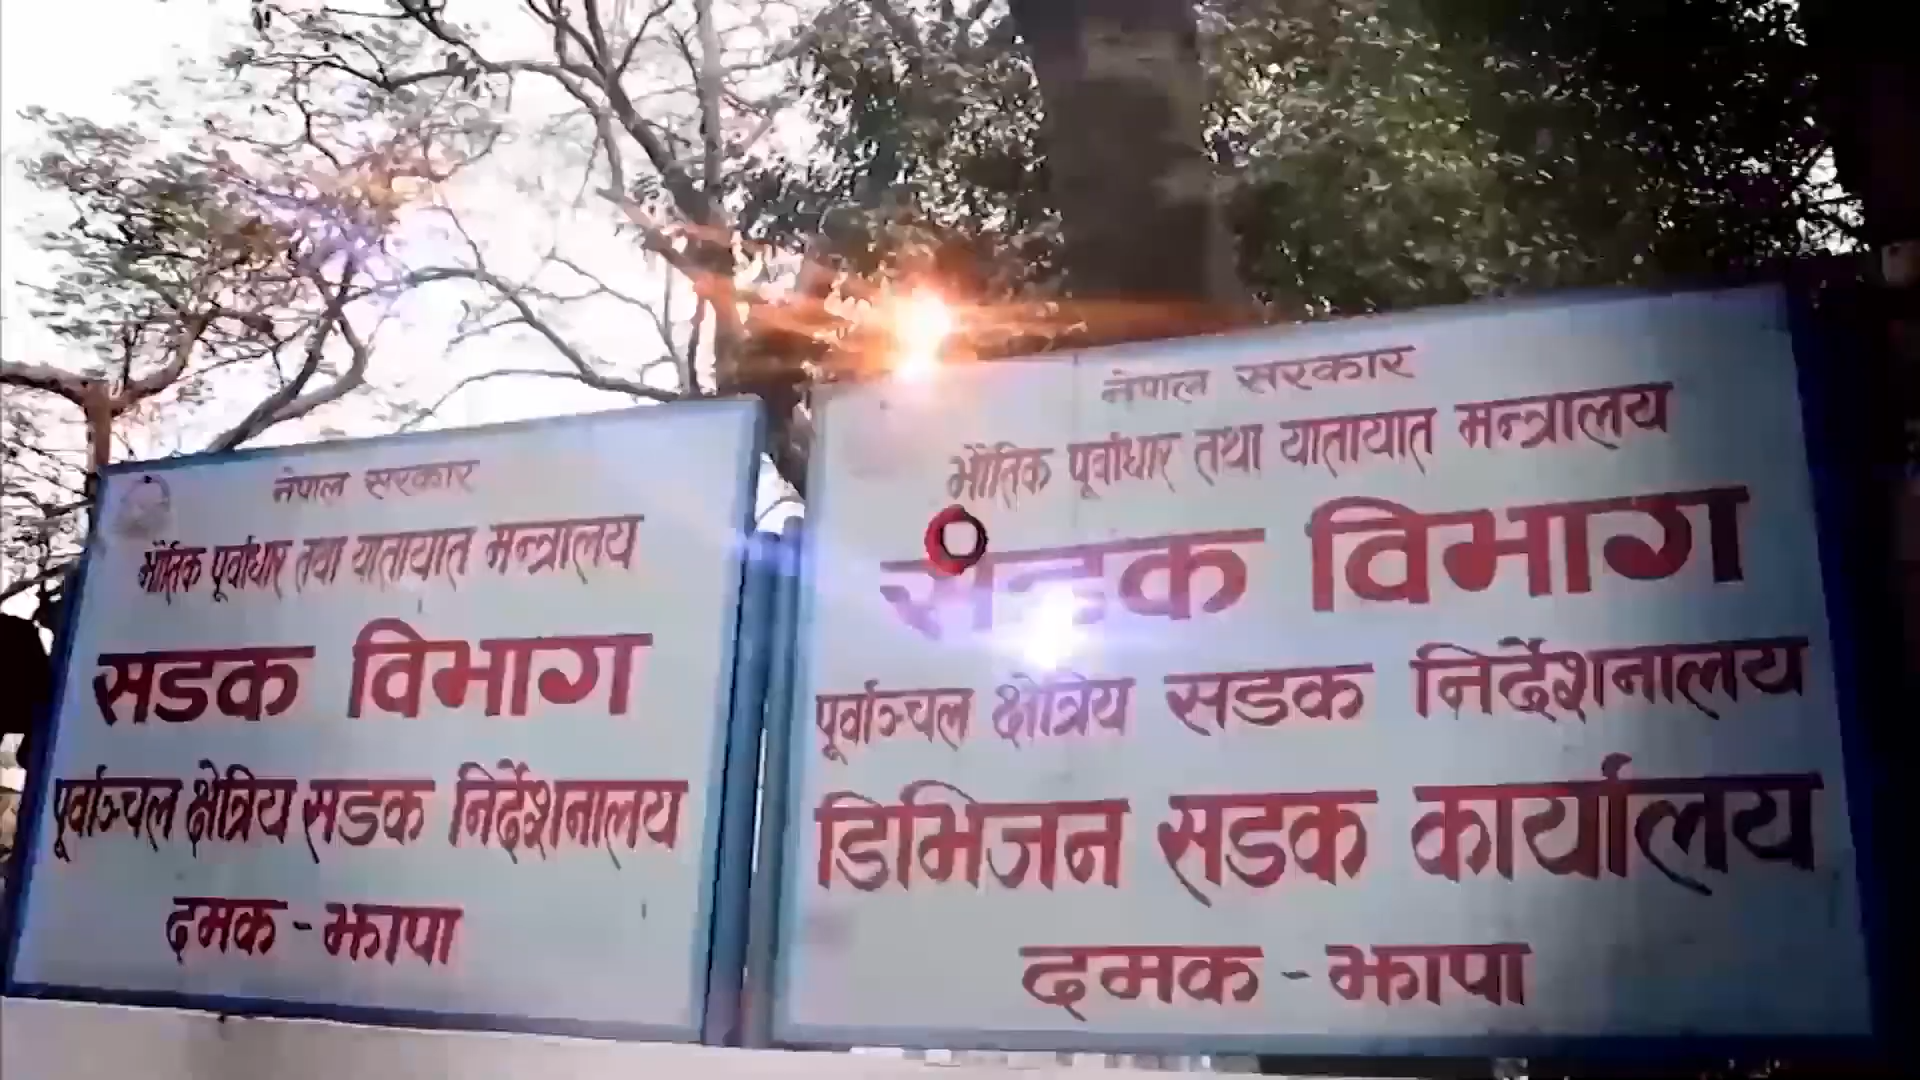 नेपाल सरकार
भौतिक पूर्वाधार तथा यातायात मन्त्रालय
सडक विभाग
पूर्वाञ्चल क्षेत्रिय सडक निर्देशनालय
दमक - झापा
नेपाल सरकार
भौतिक पूर्वाधार तथा यातायात मन्त्रालय
सडक विभाग
पूर्वाञ्चल क्षेत्रिय सडक निर्देशनालय
डिभिजन सडक कार्यालय
दमक - झापा